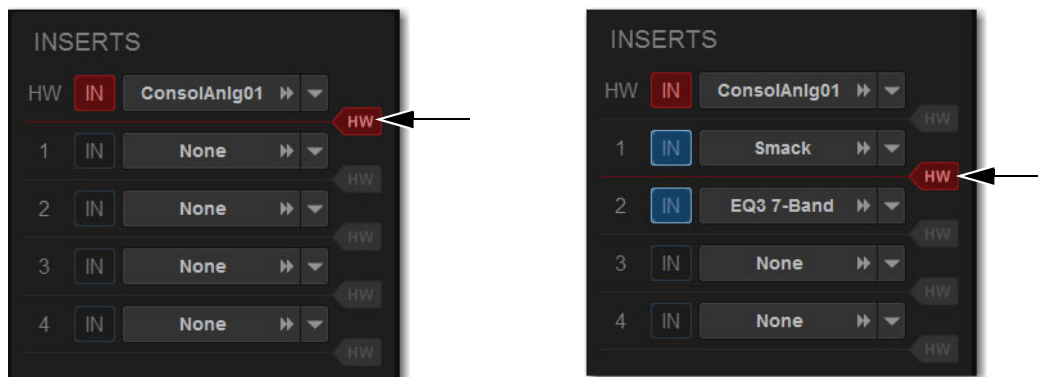 INSERTS
HW IN ConsolAnlg01
HW
1 IN None
HW
2 IN None
HW
3 IN None
HW
4 IN None
HW
INSERTS
HW IN ConsolAnlg01
HW
1 IN Smack
HW
2 IN EQ3 7-Band
HW
3 IN None
HW
4 IN None
HW